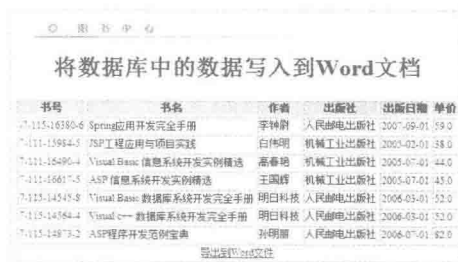 服务中心
将数据库中的数据写入到Word文档
书号 书名 作者 出版社 出版日期 单价
7-115-16380-6 Spring应用开发完全手册 李钟尉 人民邮电出版社 2007-09-01 59.0
7-111-15984-5 JSP工程应用与项目实践 白伟明 机械工业出版社 2005-02-01 38.0
7-111-16490-4 Visual Basic 信息系统开发实例精选 高春艳 机械工业出版社 2005-07-01 44.0
7-111-16617-5 ASP 信息系统开发实例精选 王国辉 机械工业出版社 2005-07-01 45.0
7-115-14545-8 Visual Basic 数据库系统开发完全手册 明日科技 人民邮电出版社 2006-03-01 52.0
7-115-14564-4 Visual c++ 数据库系统开发完全手册 明日科技 人民邮电出版社 2006-03-01 52.0
7-115-14873-2 ASP程序开发范例宝典 孙明丽 人民邮电出版社 2006-07-01 82.0
导出到Word文件